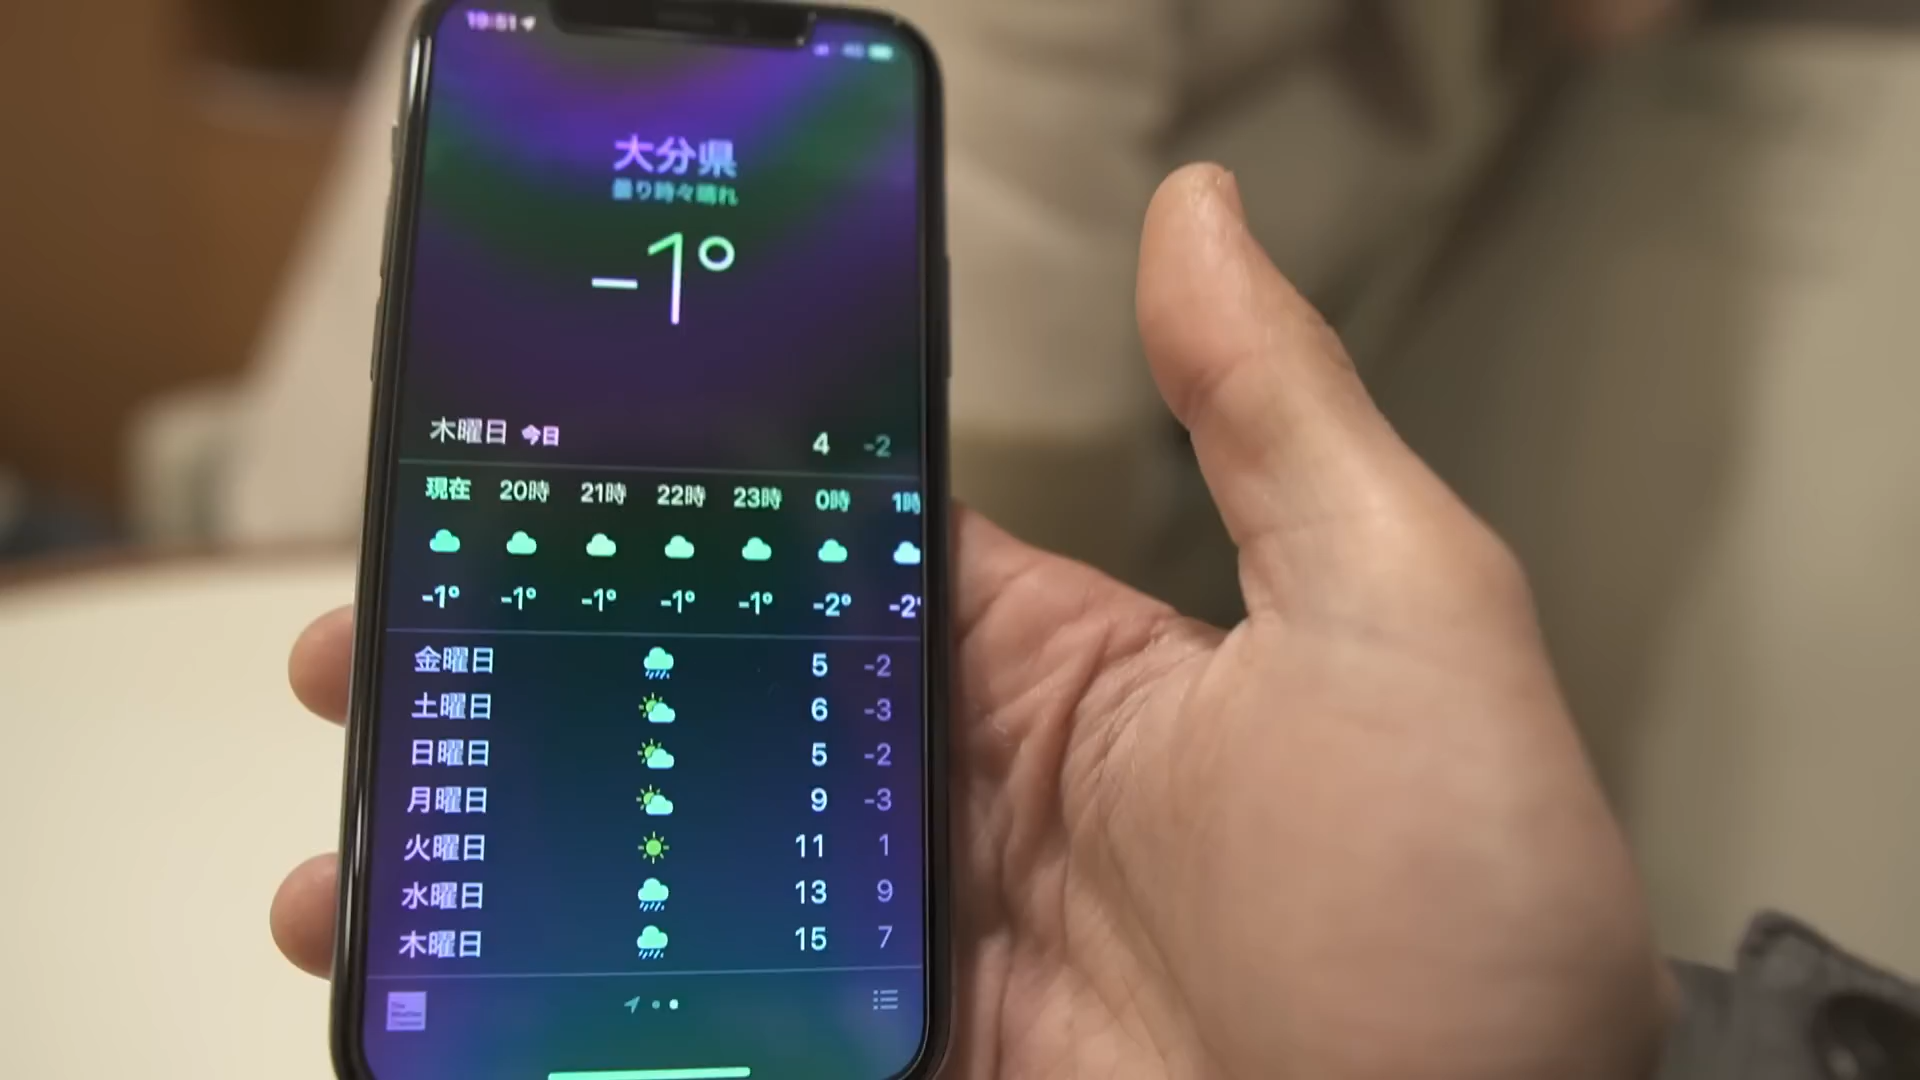 19:51
4G
大分県
曇り時々晴れ
-1°
木曜日 今日 4 -2
現在 20時 21時 22時 23時 0時 1時
-1° -1° -1° -1° -1° -2° -2°
金曜日 5 -2
土曜日 6 -3
日曜日 5 -2
月曜日 9 -3
火曜日 11 1
水曜日 13 9
木曜日 15 7